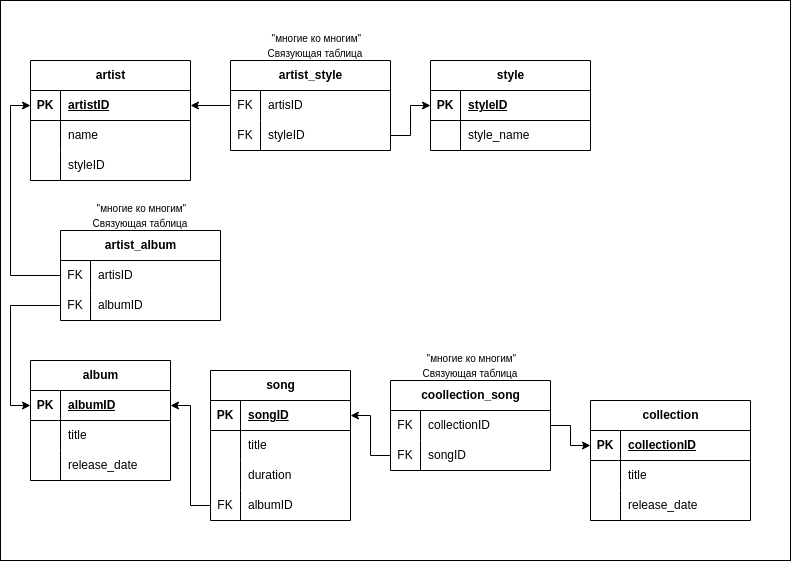 "многие ко многим"
Связующая таблица
artist
PK artistID
name
styleID
artist_style
FK artisID
FK styleID
style
PK styleID
style_name
"многие ко многим"
Связующая таблица
artist_album
FK artisID
FK albumID
album
PK albumID
title
release_date
song
PK songID
title
duration
FK albumID
"многие ко многим"
Связующая таблица
coollection_song
FK collectionID
FK songID
collection
PK collectionID
title
release_date